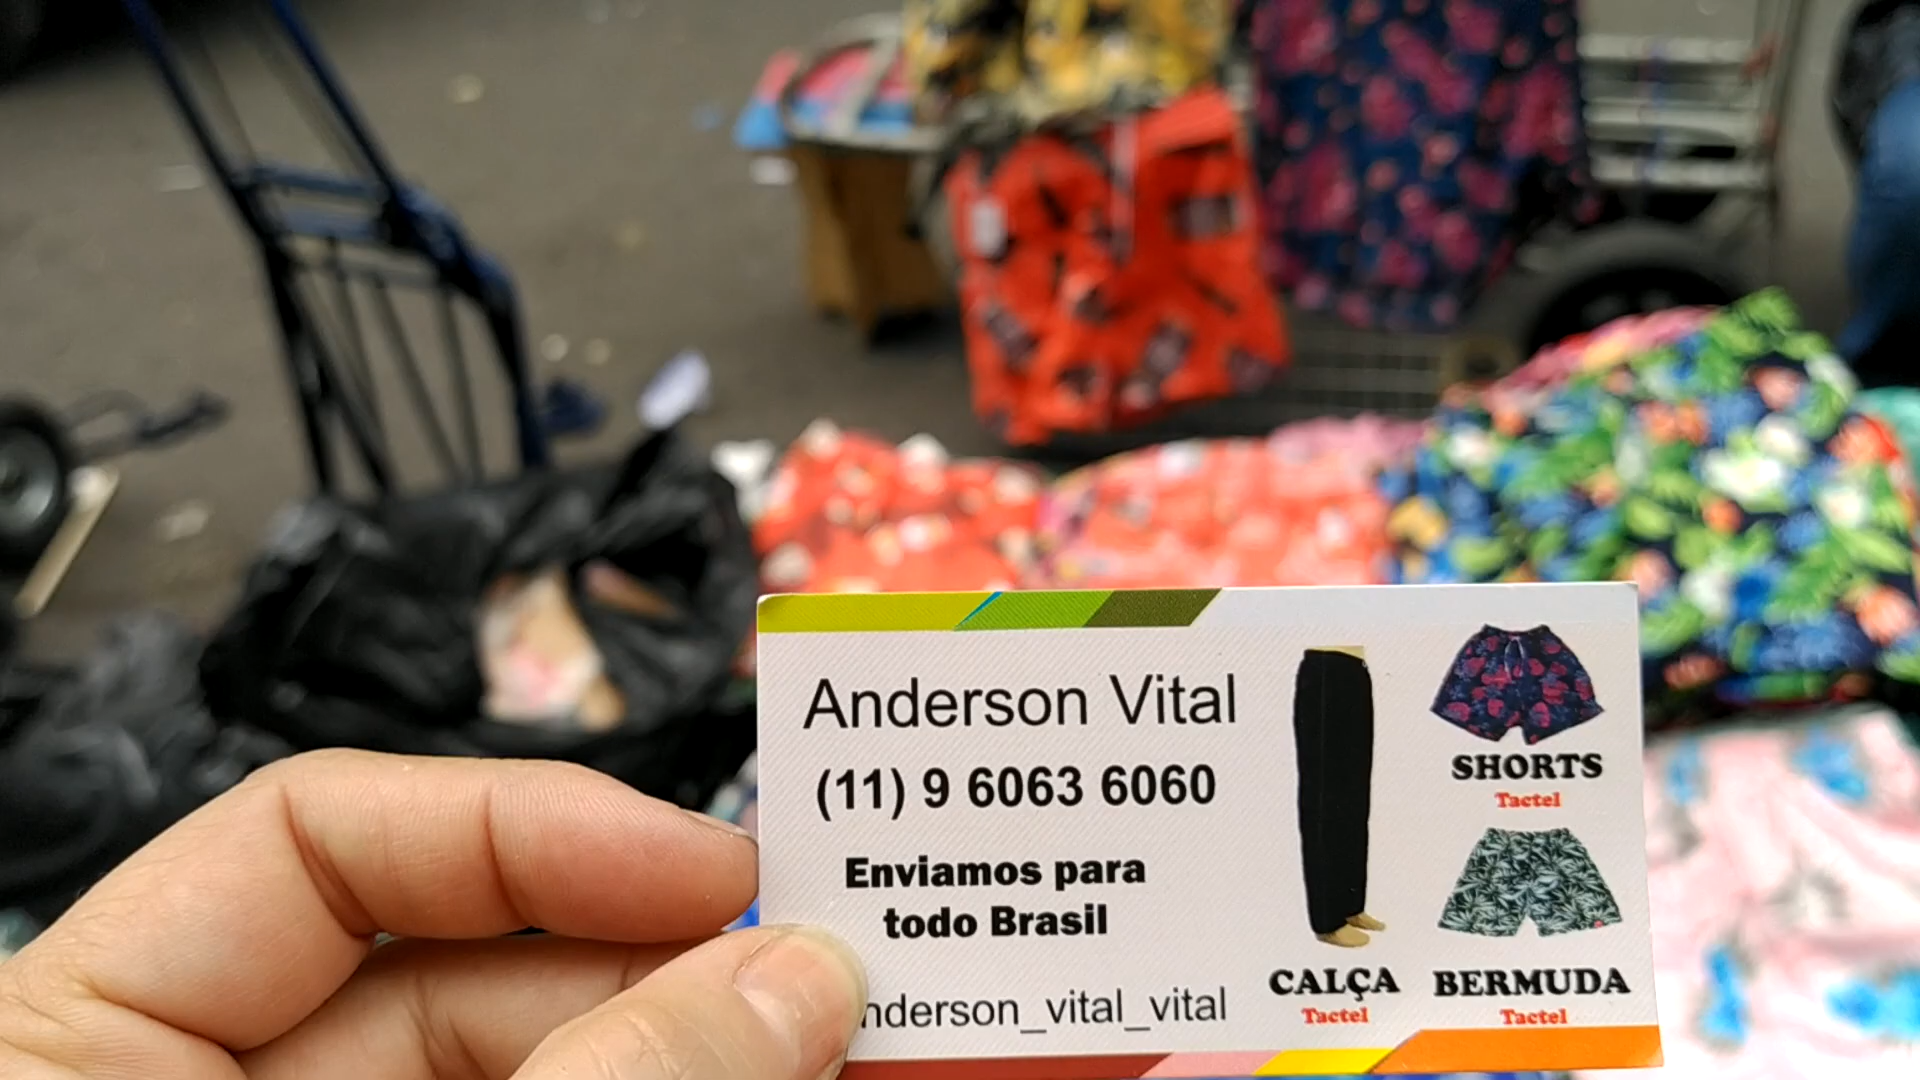 Anderson Vital
(11) 9 6063 6060
Enviamos para
todo Brasil
nderson_vital_vital
CALÇA
Tactel
SHORTS
Tactel
BERMUDA
Tactel